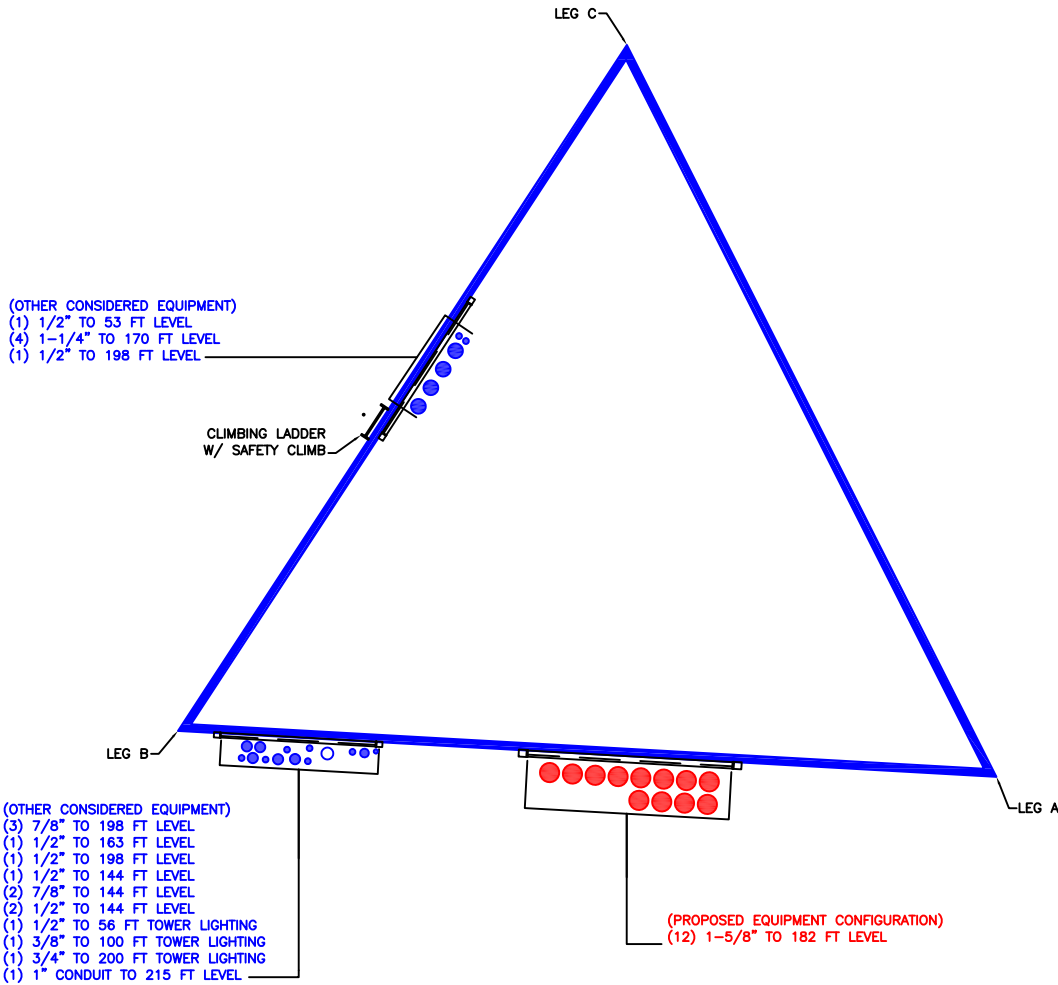 LEG C
(OTHER CONSIDERED EQUIPMENT)
(1) 1/2" TO 53 FT LEVEL
(4) 1-1/4" TO 170 FT LEVEL
(1) 1/2" TO 198 FT LEVEL
CLIMBING LADDER
W/ SAFETY CLIMB
LEG B
LEG A
(OTHER CONSIDERED EQUIPMENT)
(3) 7/8" TO 198 FT LEVEL
(1) 1/2" TO 163 FT LEVEL
(1) 1/2" TO 198 FT LEVEL
(1) 1/2" TO 144 FT LEVEL
(2) 7/8" TO 144 FT LEVEL
(2) 1/2" TO 144 FT LEVEL
(1) 1/2" TO 56 FT TOWER LIGHTING
(1) 3/8" TO 100 FT TOWER LIGHTING
(1) 3/4" TO 200 FT TOWER LIGHTING
(1) 1" CONDUIT TO 215 FT LEVEL
(PROPOSED EQUIPMENT CONFIGURATION)
(12) 1-5/8" TO 182 FT LEVEL